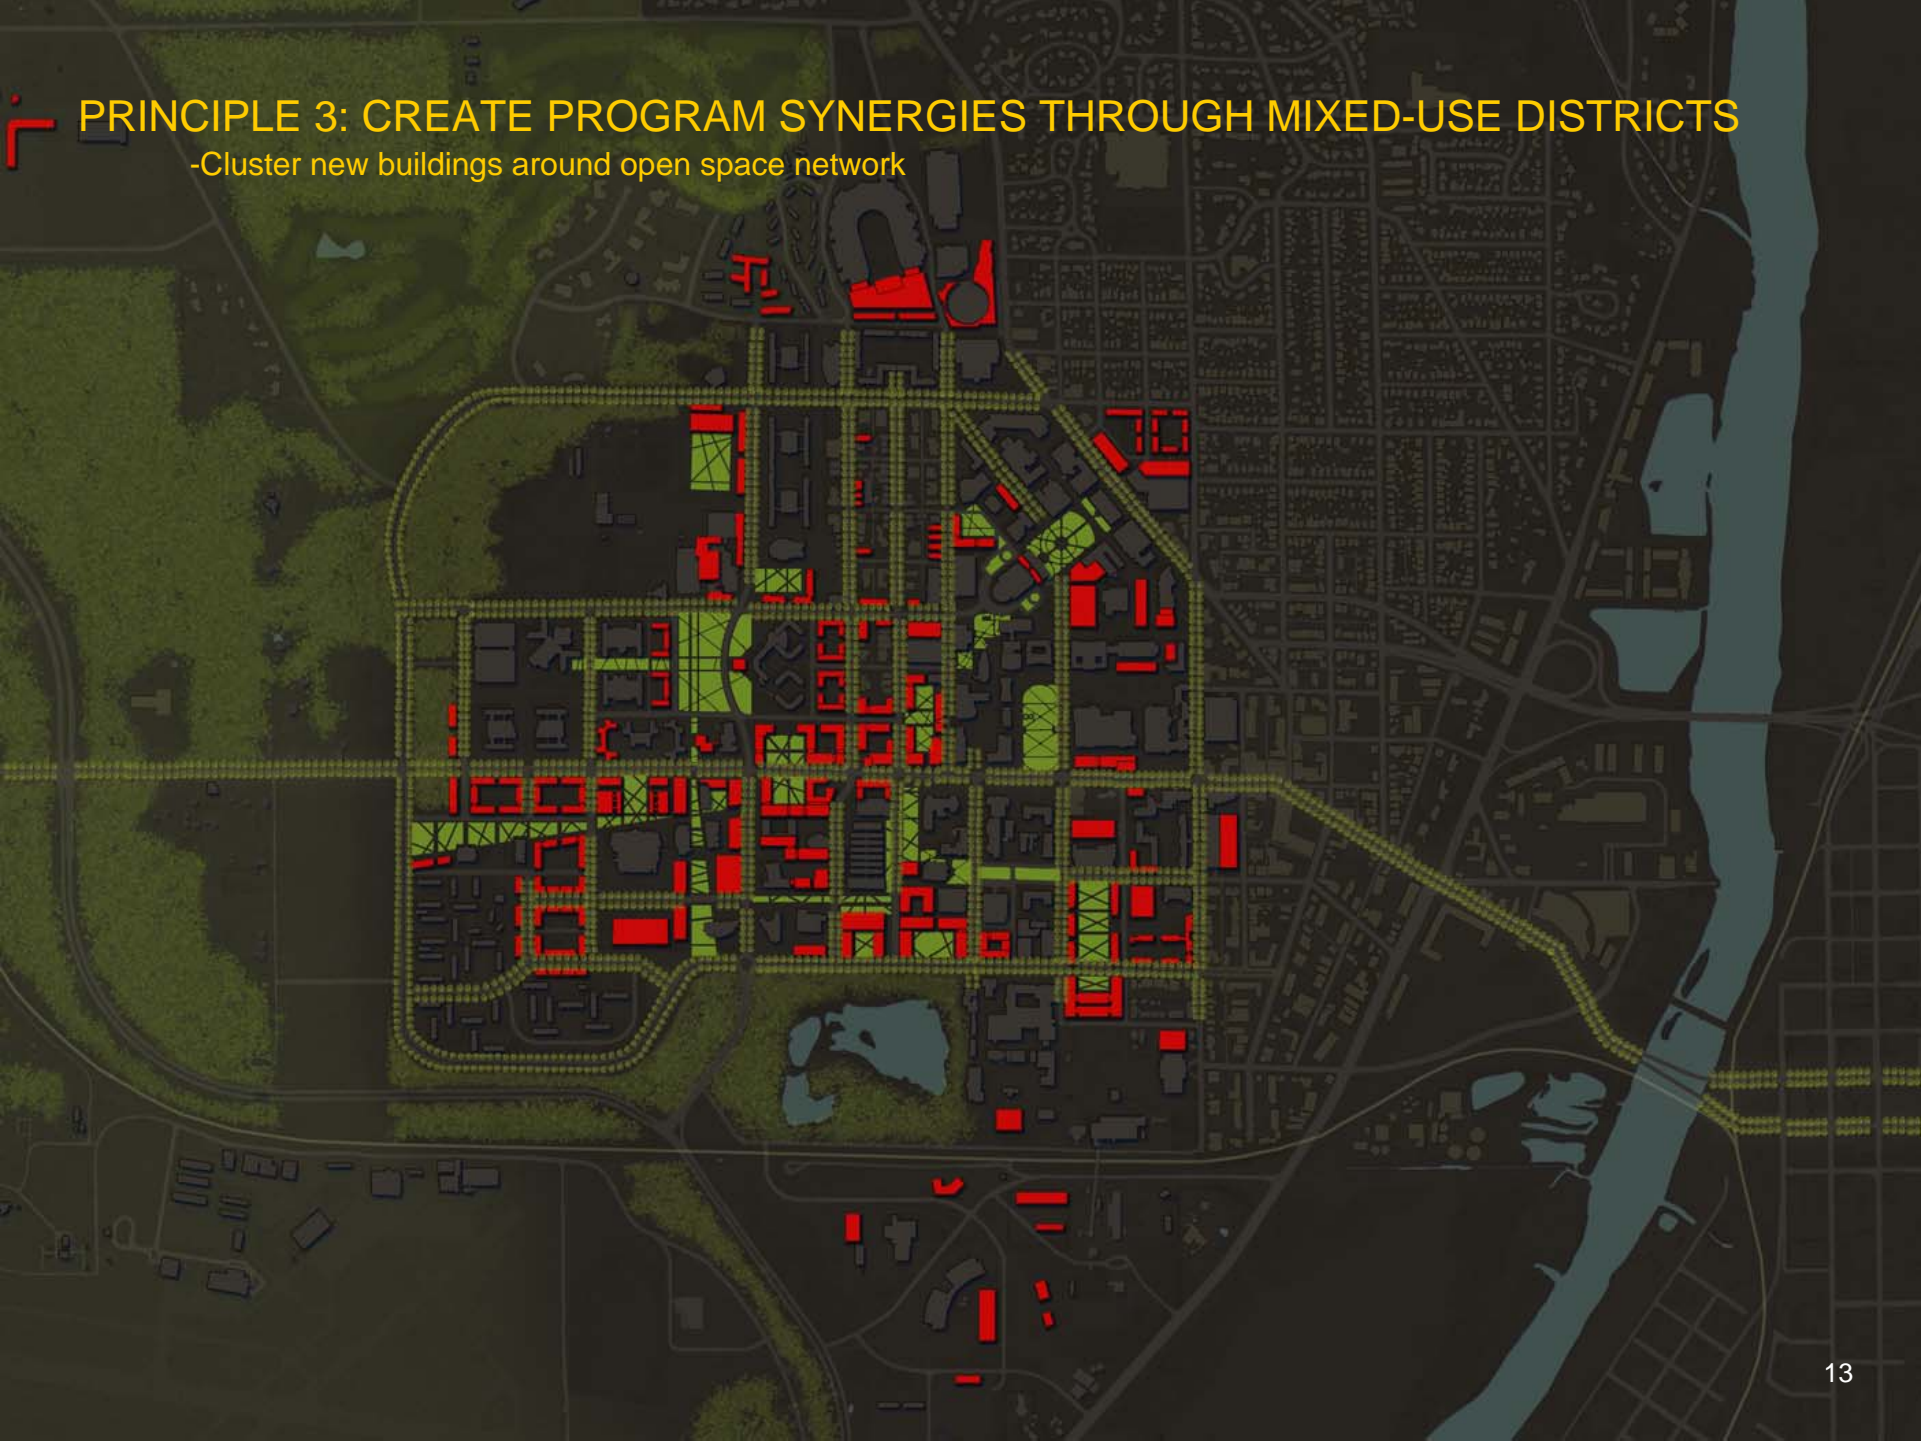 PRINCIPLE 3: CREATE PROGRAM SYNERGIES THROUGH MIXED-USE DISTRICTS
-Cluster new buildings around open space network
13